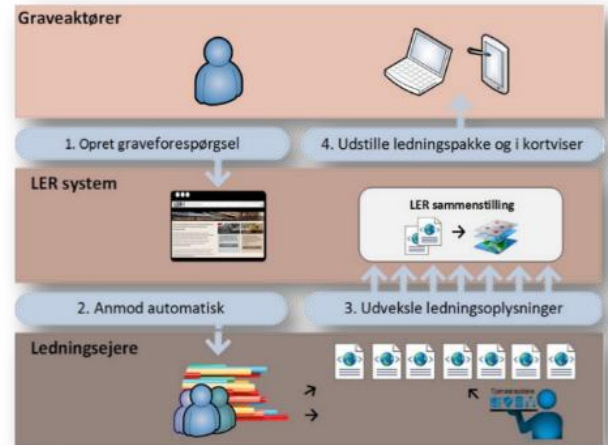 Graveaktører
1. Opret graveforespørgsel
4. Udstille ledningspakke og i kortviser
LER system
LER sammenstilling
2. Anmod automatisk
3. Udveksle ledningsoplysninger
Ledningsejere